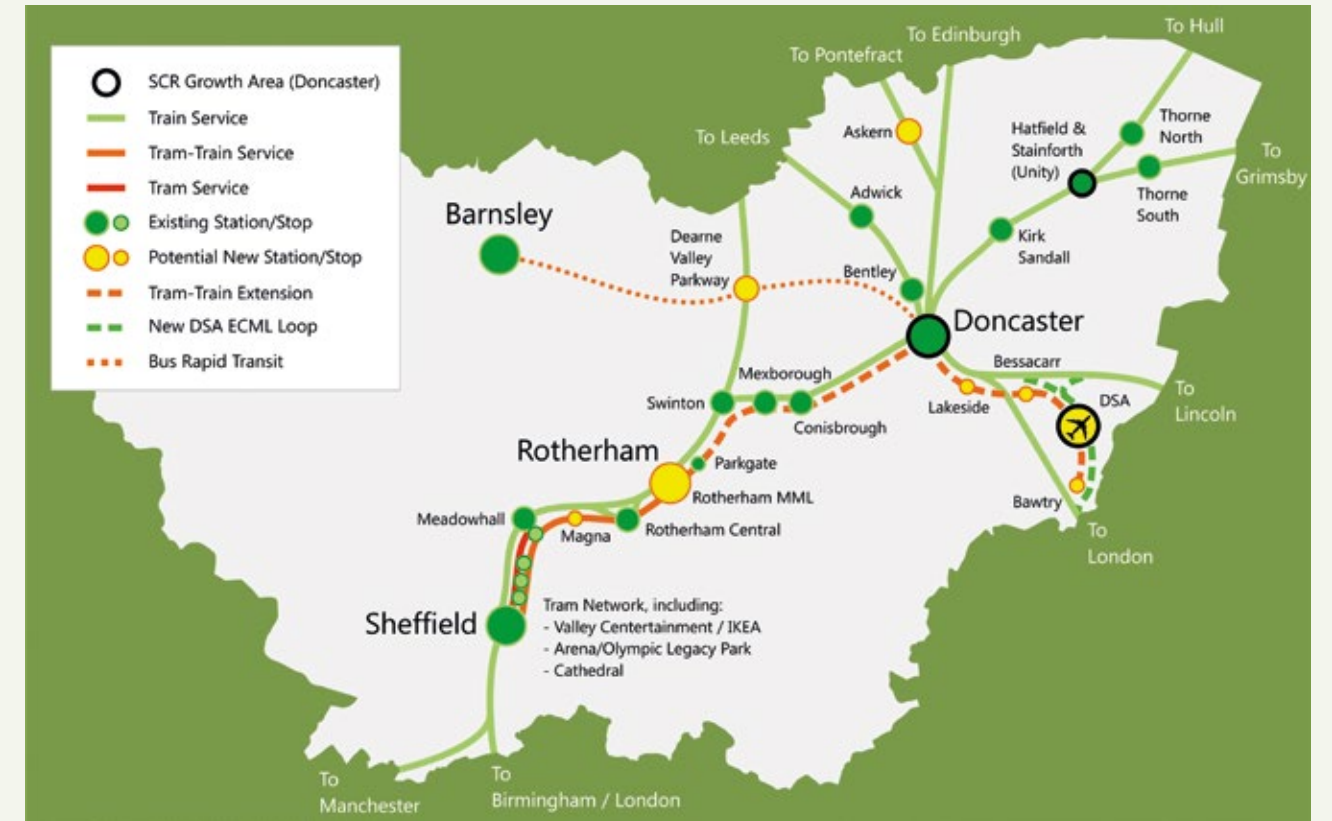 SCR Growth Area (Doncaster)
Train Service
Tram-Train Service
Tram Service
Existing Station/Stop
Potential New Station/Stop
Tram-Train Extension
New DSA ECML Loop
Bus Rapid Transit
To Hull
To Edinburgh
To Pontefract
To Leeds
Askern
Hatfield &
Stainforth
(Unity)
Thorne
North
To
Grimsby
Thorne
South
Adwick
Kirk
Sandall
Barnsley
Dearne
Valley
Parkway
Bentley
Doncaster
Bessacarr
Mexborough
Swinton
Conisbrough
Lakeside
DSA
To
Lincoln
Rotherham
Parkgate
Rotherham MML
Bawtry
Meadowhall
Magna
Rotherham Central
To
London
Sheffield
Tram Network, including:
- Valley Centertainment / IKEA
- Arena/Olympic Legacy Park
- Cathedral
To
Manchester
To
Birmingham / London